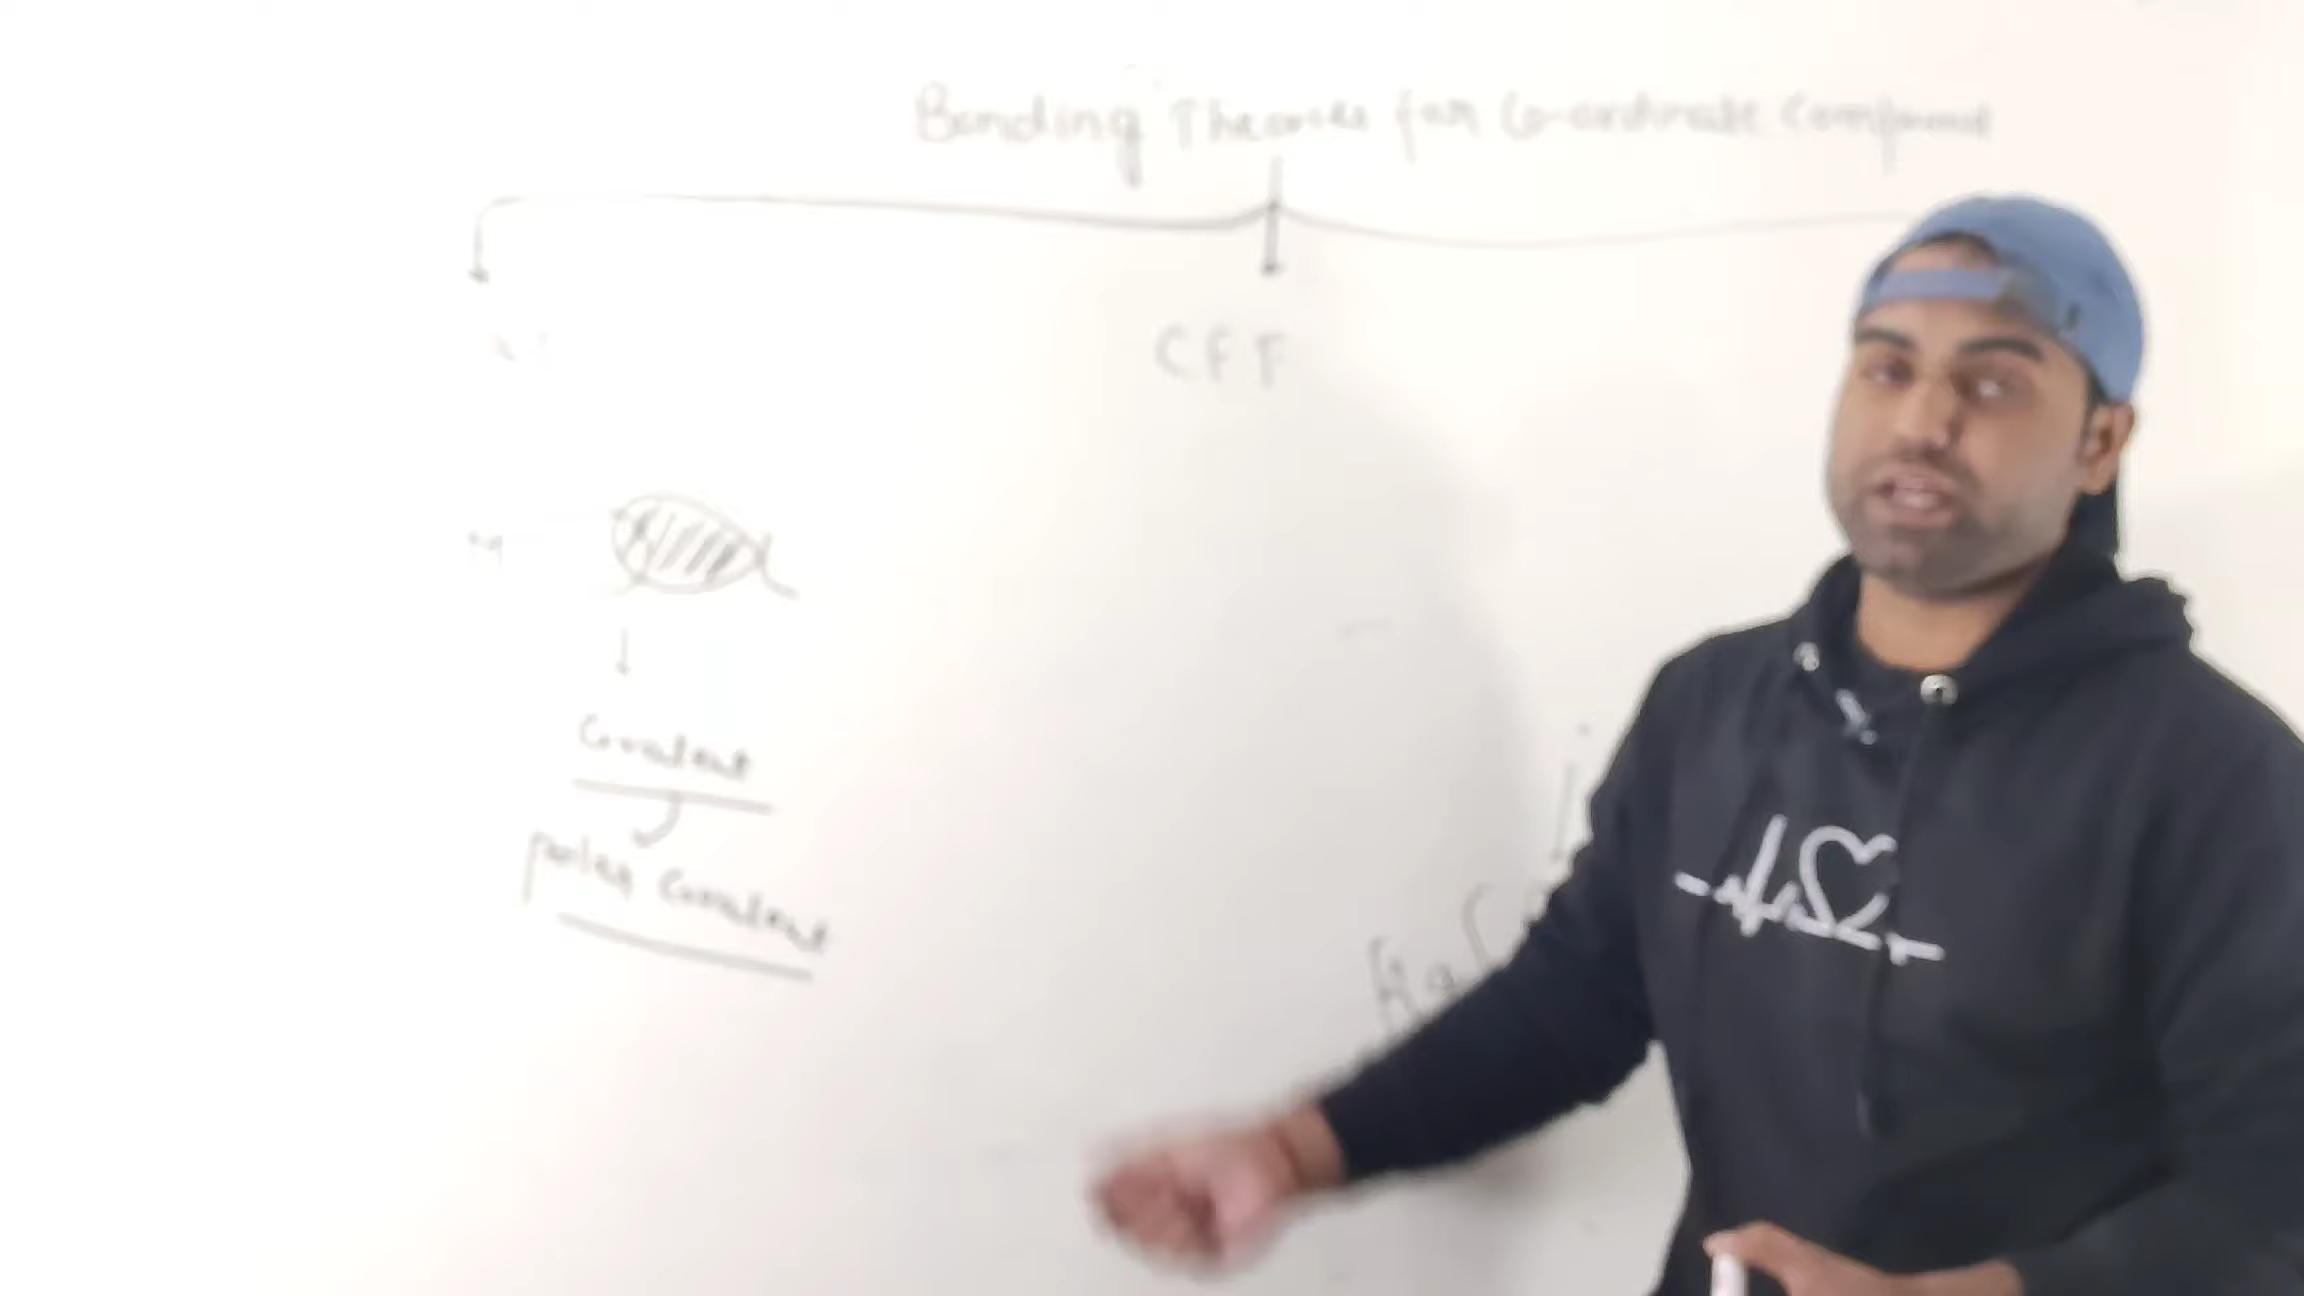 Bonding Theories for Co-ordinate Compound
CFT
M
Covalent
polar covalent